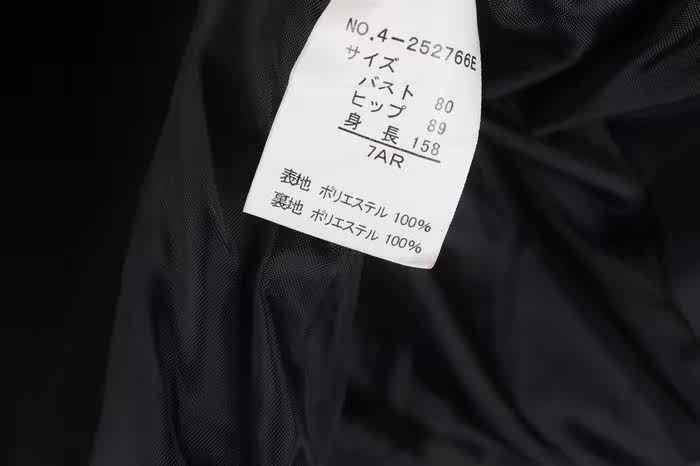 NO.4-252766E
サイズ
バスト 80
ヒップ 89
身長 158
7AR
表地 ポリエステル 100%
裏地 ポリエステル 100%